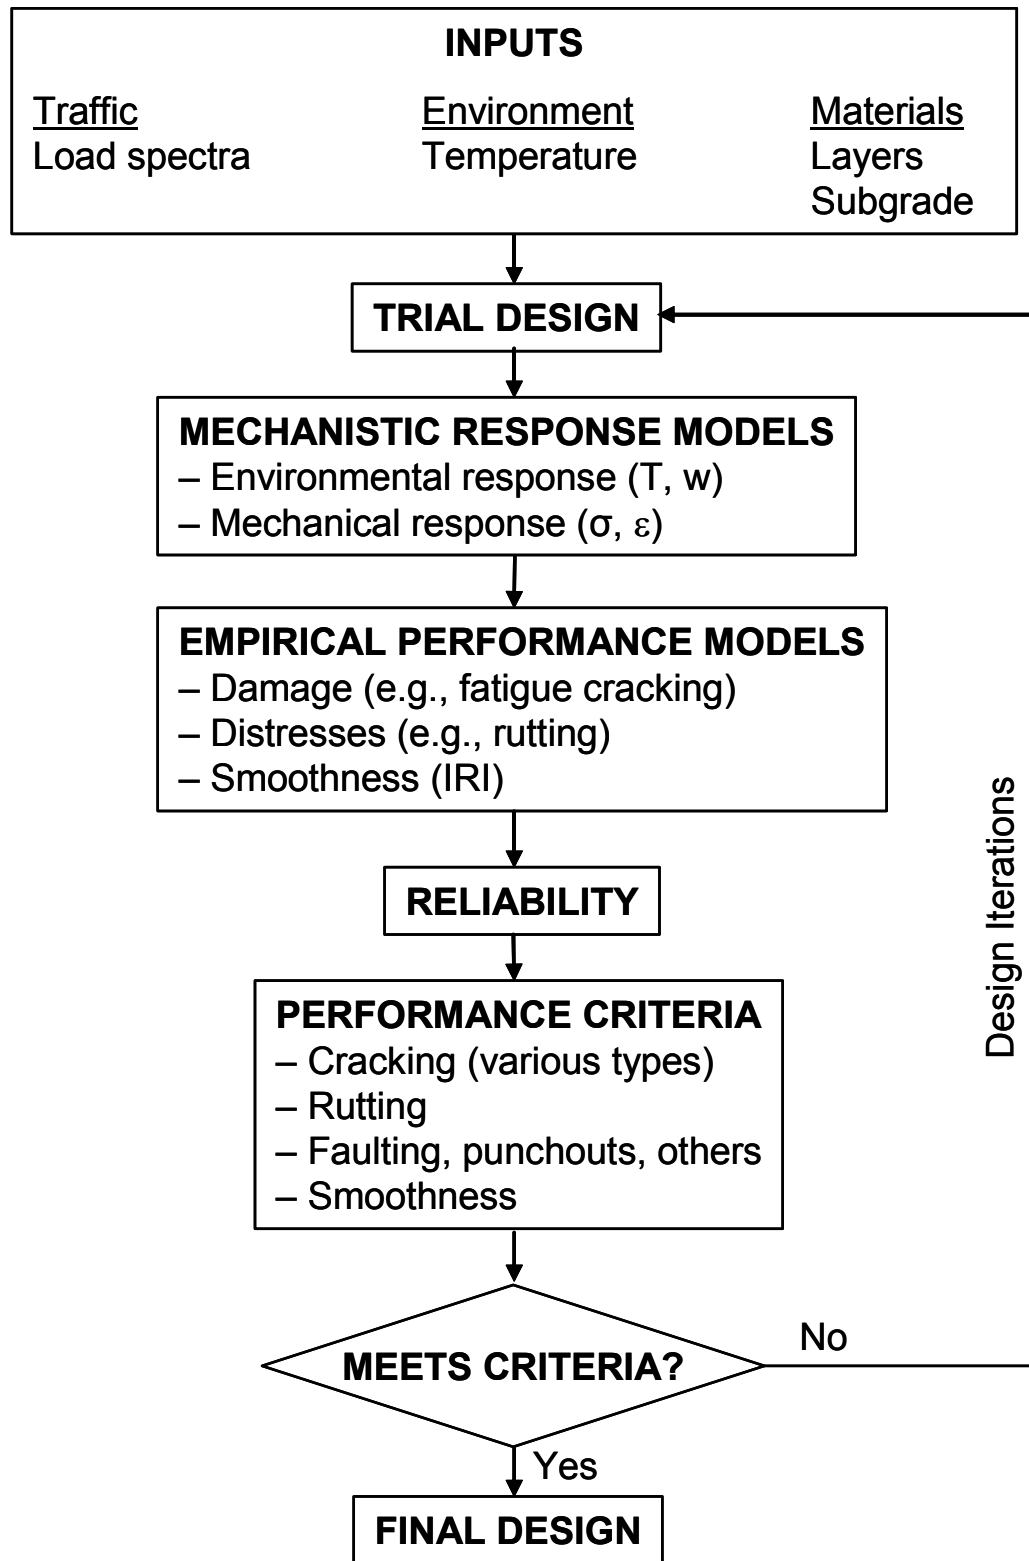 INPUTS
Traffic Environment Materials
Load spectra Temperature Layers
Subgrade
TRIAL DESIGN
MECHANISTIC RESPONSE MODELS
– Environmental response (T, w)
– Mechanical response (σ, ε)
EMPIRICAL PERFORMANCE MODELS
– Damage (e.g., fatigue cracking)
– Distresses (e.g., rutting)
– Smoothness (IRI)
RELIABILITY
PERFORMANCE CRITERIA
– Cracking (various types)
– Rutting
– Faulting, punchouts, others
– Smoothness
MEETS CRITERIA?
No
Design Iterations
Yes
FINAL DESIGN